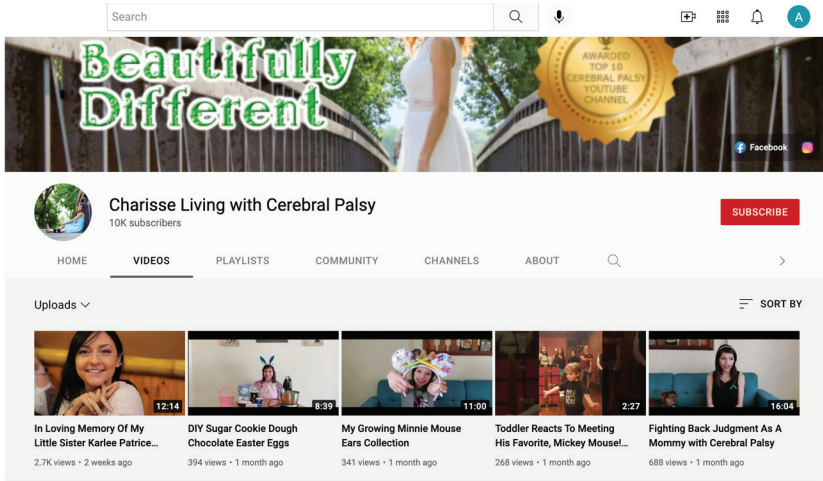 Search
A
Beautifully
Different
AWARDED
TOP 10
CEREBRAL PALSY
YOUTUBE
CHANNEL
Facebook
Charisse Living with Cerebral Palsy
10K subscribers
SUBSCRIBE
HOME VIDEOS PLAYLISTS COMMUNITY CHANNELS ABOUT
Uploads
SORT BY
12:14 8:39 11:00 2:27 16:04
In Loving Memory Of My
Little Sister Karlee Patrice...
2.7K views • 2 weeks ago
DIY Sugar Cookie Dough
Chocolate Easter Eggs
394 views • 1 month ago
My Growing Minnie Mouse
Ears Collection
341 views • 1 month ago
Toddler Reacts To Meeting
His Favorite, Mickey Mouse!...
268 views • 1 month ago
Fighting Back Judgment As A
Mommy with Cerebral Palsy
688 views • 1 month ago